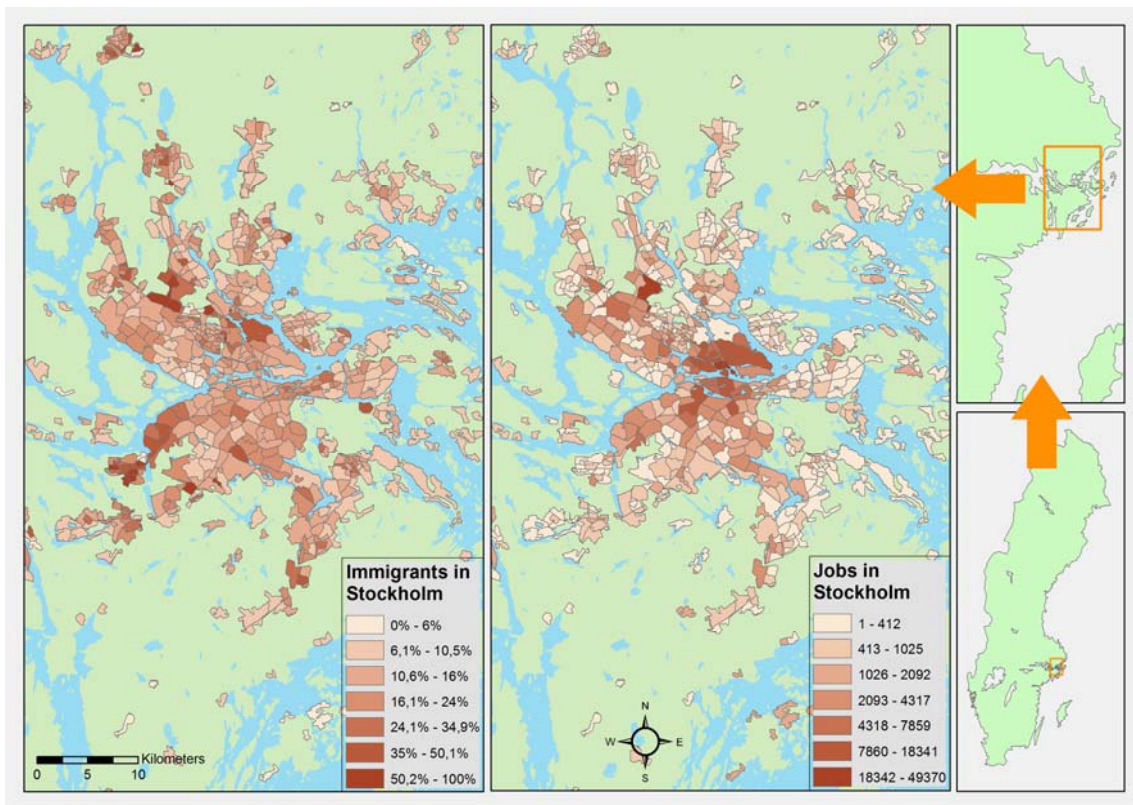 Immigrants in
Stockholm
0% - 6%
6,1% - 10,5%
10,6% - 16%
16,1% - 24%
24,1% - 34,9%
35% - 50,1%
50,2% - 100%
Kilometers
0 5 10
Jobs in
Stockholm
1 - 412
413 - 1025
1026 - 2092
2093 - 4317
4318 - 7859
7860 - 18341
18342 - 49370
N
W E
S